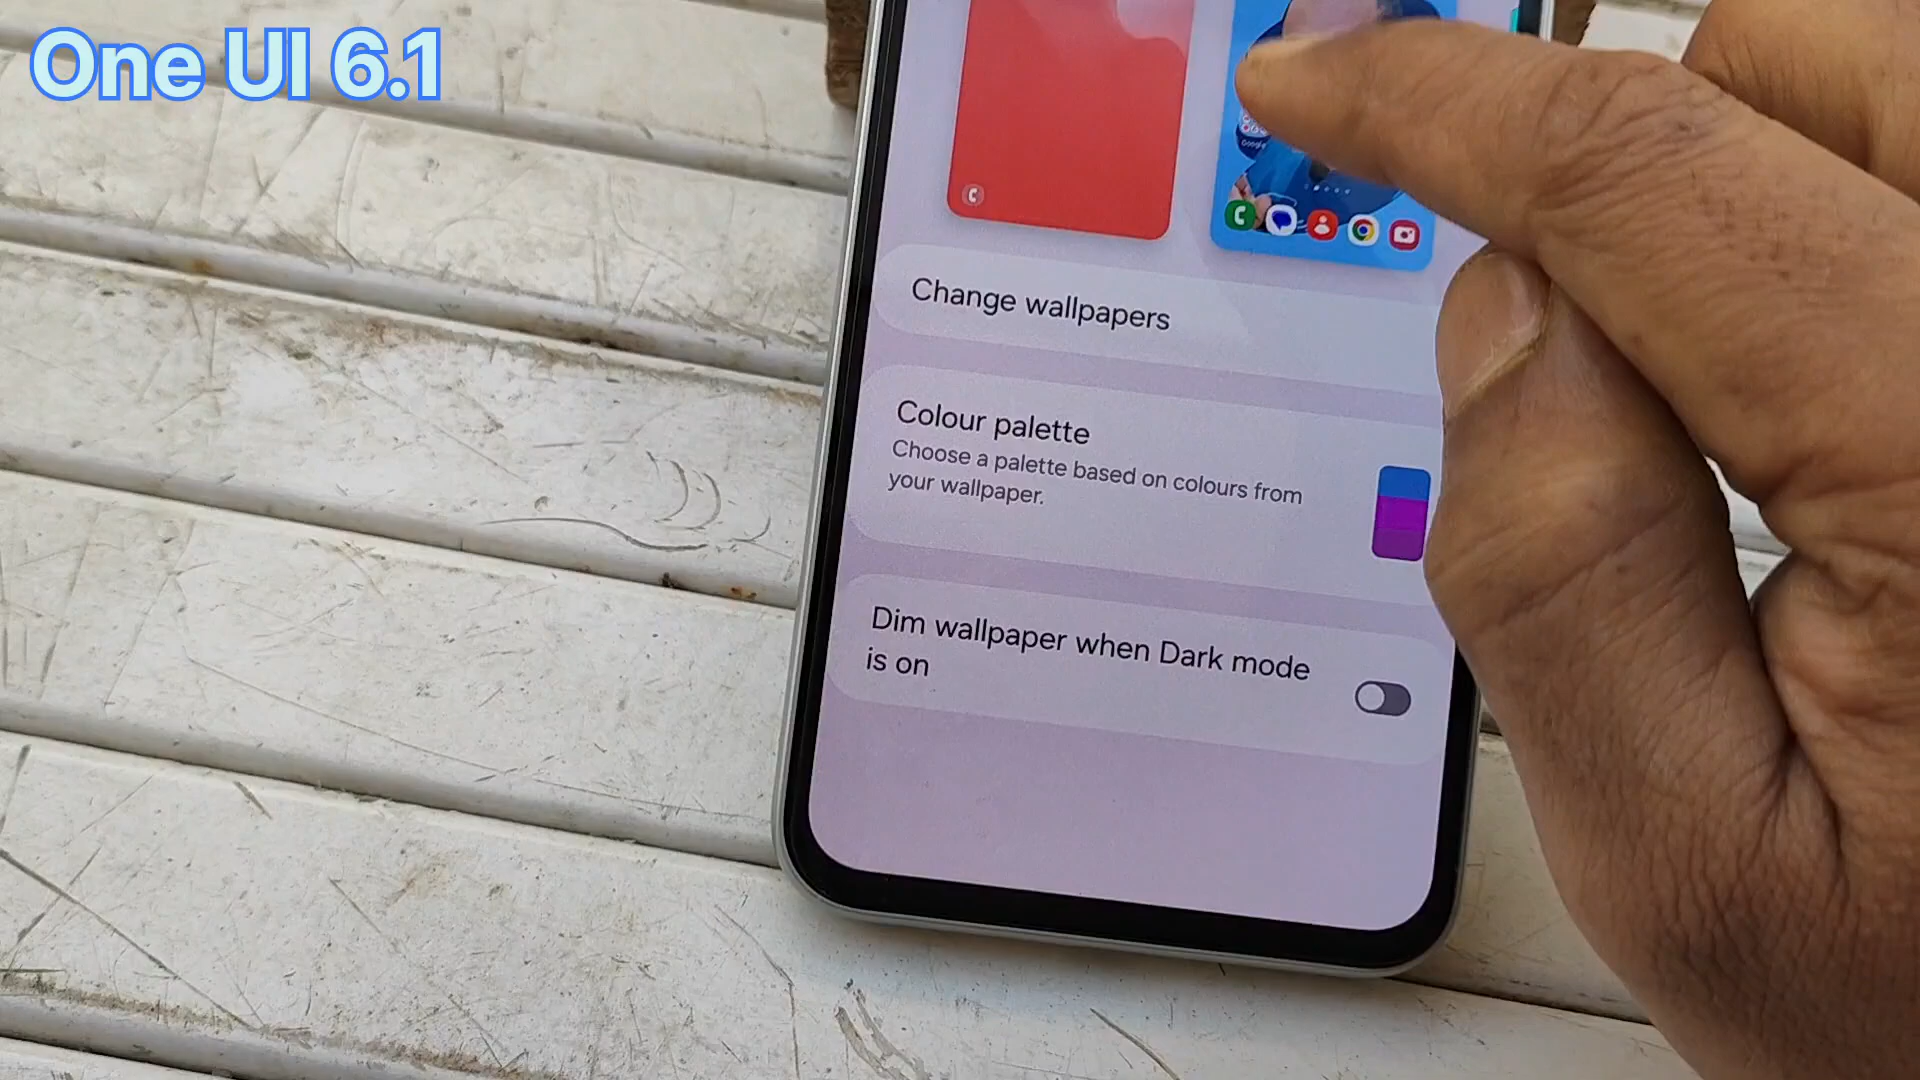 One UI 6.1
Google
Change wallpapers
Colour palette
Choose a palette based on colours from
your wallpaper.
Dim wallpaper when Dark mode
is on